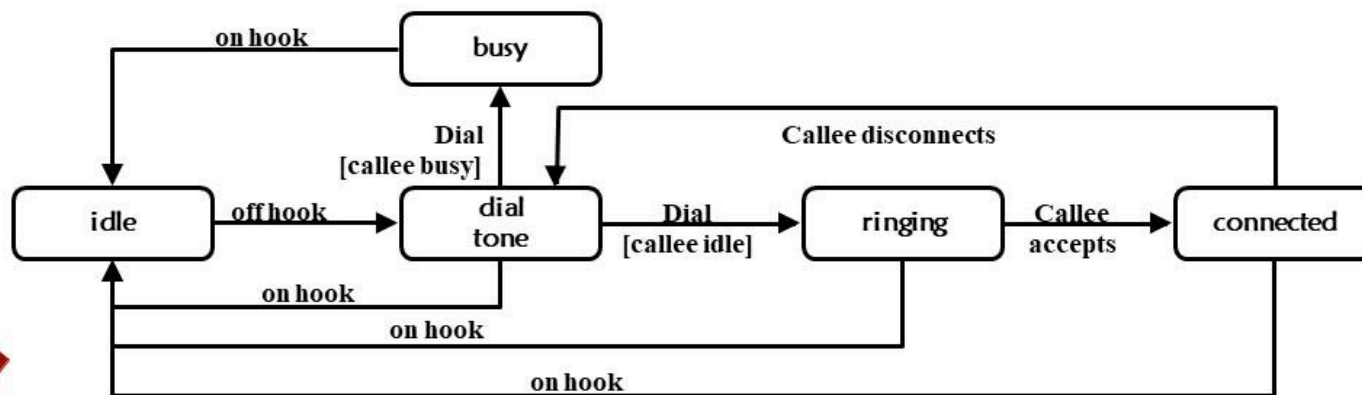 on hook
busy
Dial
[callee busy]
Callee disconnects
idle
off hook
dial
tone
Dial
[callee idle]
ringing
Callee
accepts
connected
on hook
on hook
on hook